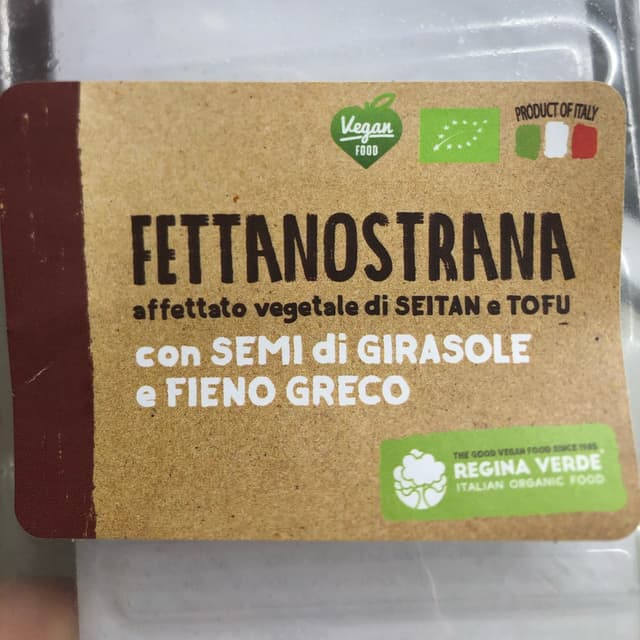 Vegan
FOOD
PRODUCT OF ITALY
FETTANOSTRANA
affettato vegetale di SEITAN e TOFU
con SEMI di GIRASOLE
e FIENO GRECO
THE GOOD VEGAN FOOD SINCE 1985
REGINA VERDE
ITALIAN ORGANIC FOOD